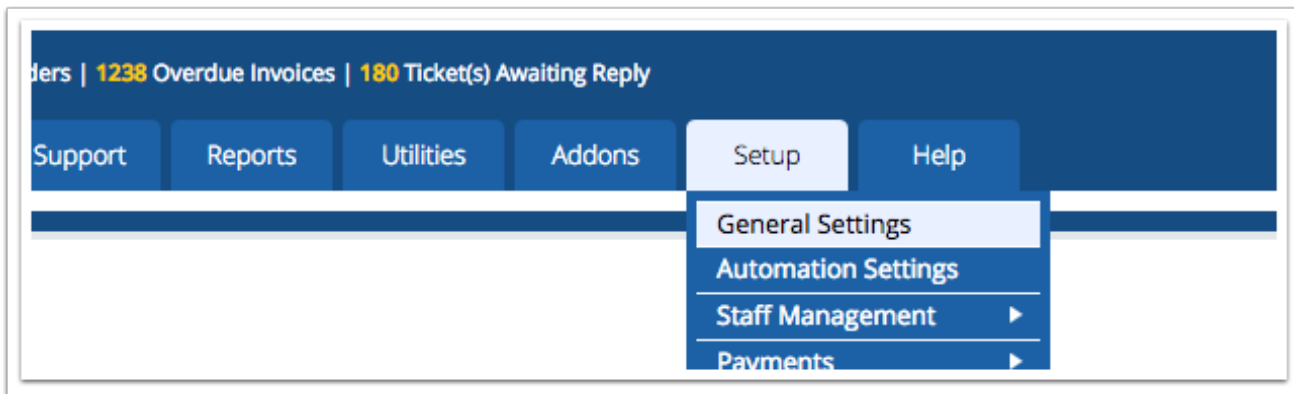 ders | 1238 Overdue Invoices | 180 Ticket(s) Awaiting Reply
Support Reports Utilities Addons Setup Help
General Settings
Automation Settings
Staff Management
Payments